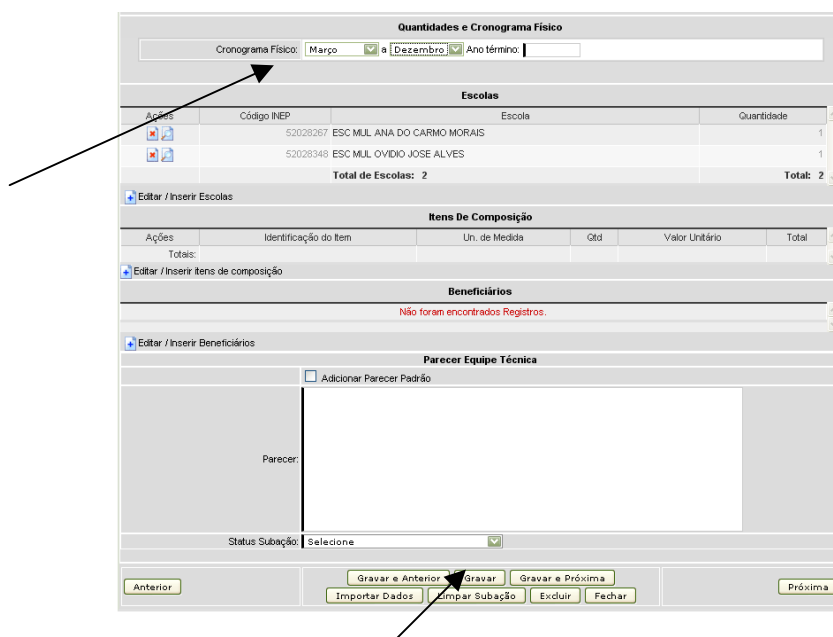 Quantidades e Cronograma Físico
Cronograma Físico: Março a Dezembro Ano término:
Escolas
Ações Código INEP Escola Quantidade
52028267 ESC MUL ANA DO CARMO MORAIS 1
52028348 ESC MUL OVIDIO JOSE ALVES 1
Total de Escolas: 2 Total: 2
Editar / Inserir Escolas
Itens De Composição
Ações Identificação do Item Un. de Medida Qtd Valor Unitário Total
Totais:
Editar / Inserir itens de composição
Beneficiários
Não foram encontrados Registros.
Editar / Inserir Beneficiários
Parecer Equipe Técnica
Adicionar Parecer Padrão
Parecer:
Status Subação: Selecione
Anterior Gravar e Anterior Gravar Gravar e Próxima Próxima
Importar Dados Limpar Subação Excluir Fechar